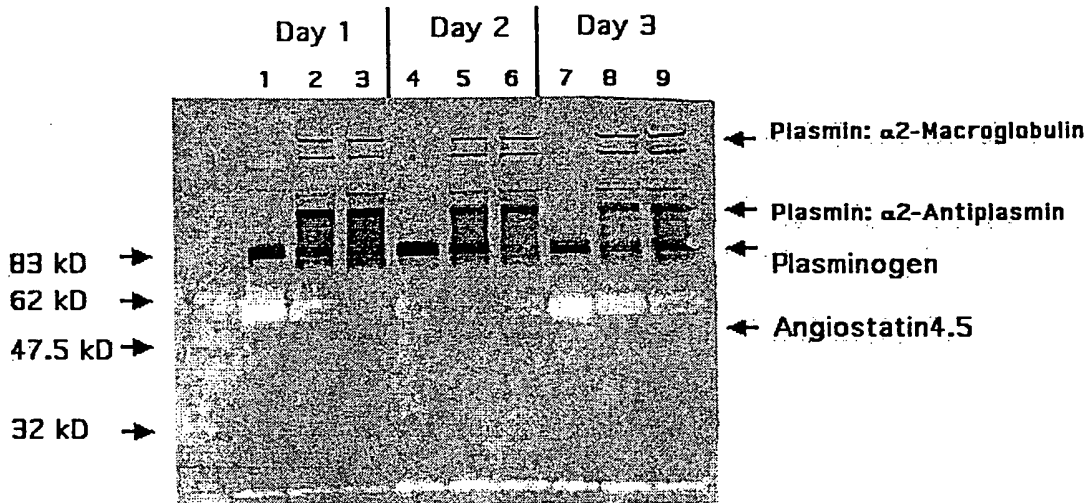 Day 1 Day 2 Day 3
1 2 3 4 5 6 7 8 9
Plasmin: α2-Macroglobulin
Plasmin: α2-Antiplasmin
Plasminogen
Angiostatin4.5
83 kD
62 kD
47.5 kD
32 kD